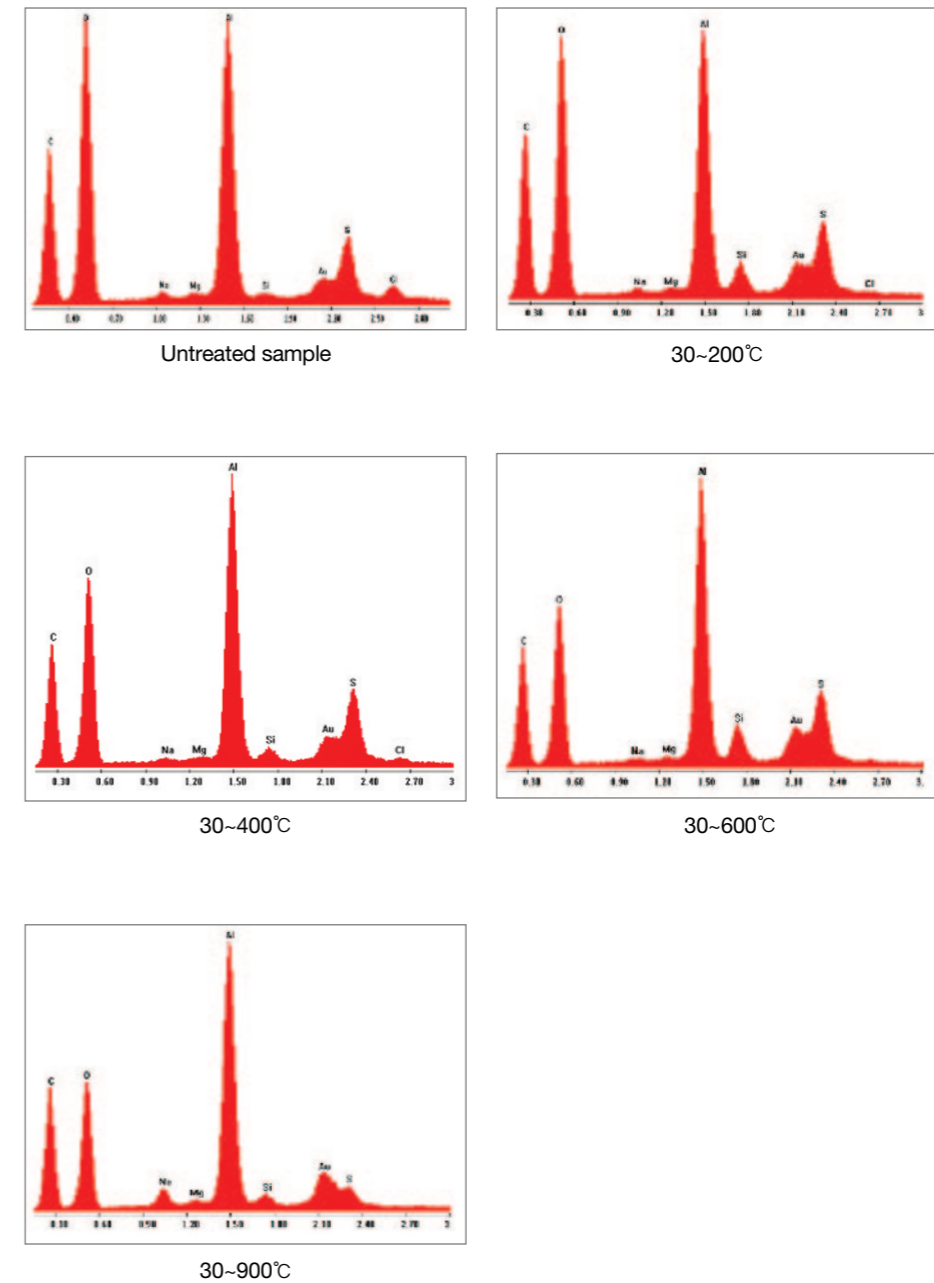 O Al
C
S
Au
Na Mg Si Cl
Untreated sample
Al
O
C
S
Si Au
Na Mg Cl
0.30 0.60 0.90 1.20 1.50 1.80 2.10 2.40 2.70 3
30~200℃
Al
O
C
S
Au
Si
Na Mg Cl
0.30 0.60 0.90 1.20 1.50 1.80 2.10 2.40 2.70 3
30~400℃
Al
O
C
S
Si Au
Na Mg
0.30 0.60 0.90 1.20 1.50 1.80 2.10 2.40 2.70 3.
30~600℃
Al
C O
Au
S
Na Si
Mg
0.30 0.60 0.90 1.20 1.50 1.80 2.10 2.40 2.70 3
30~900℃